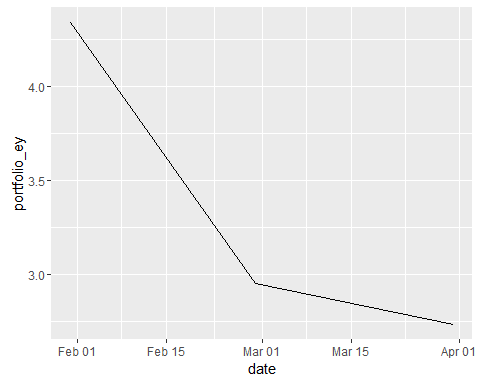 4.0
3.5
3.0
portfolio_ey
Feb 01
Feb 15
Mar 01
Mar 15
Apr 01
date